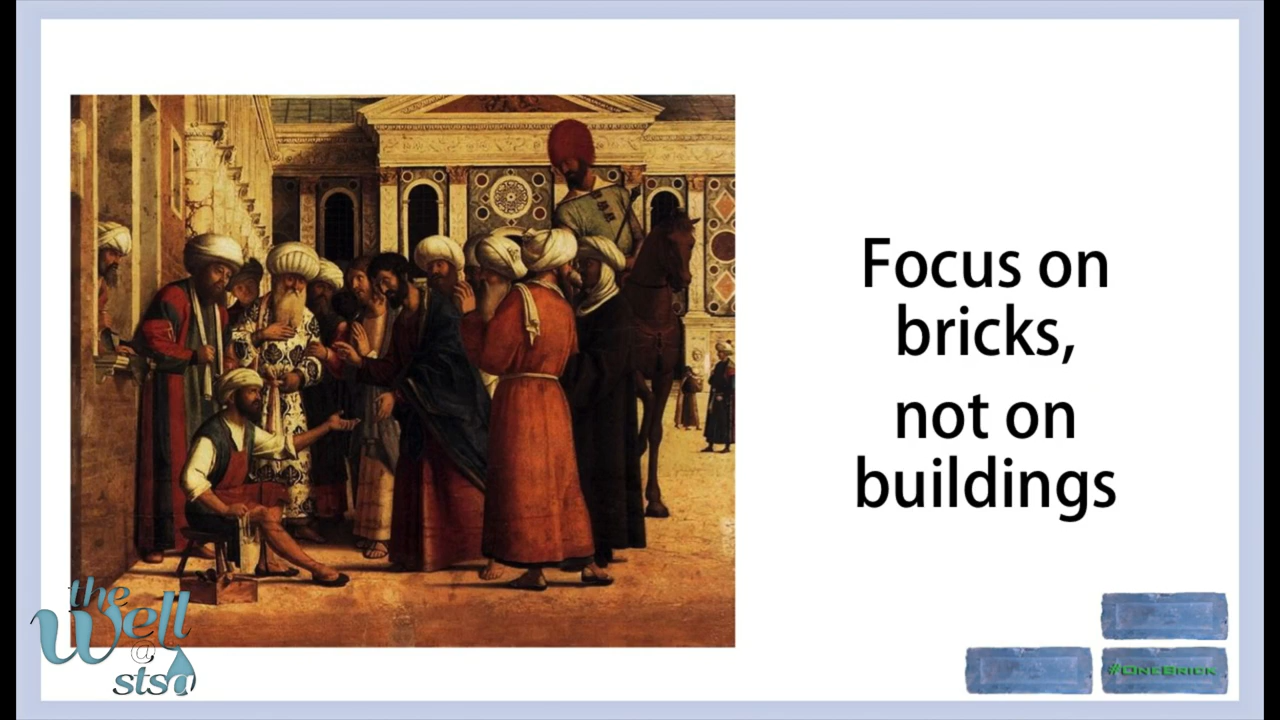 Focus on
bricks,
not on
buildings
the
Well
@
stsa
#OneBrick